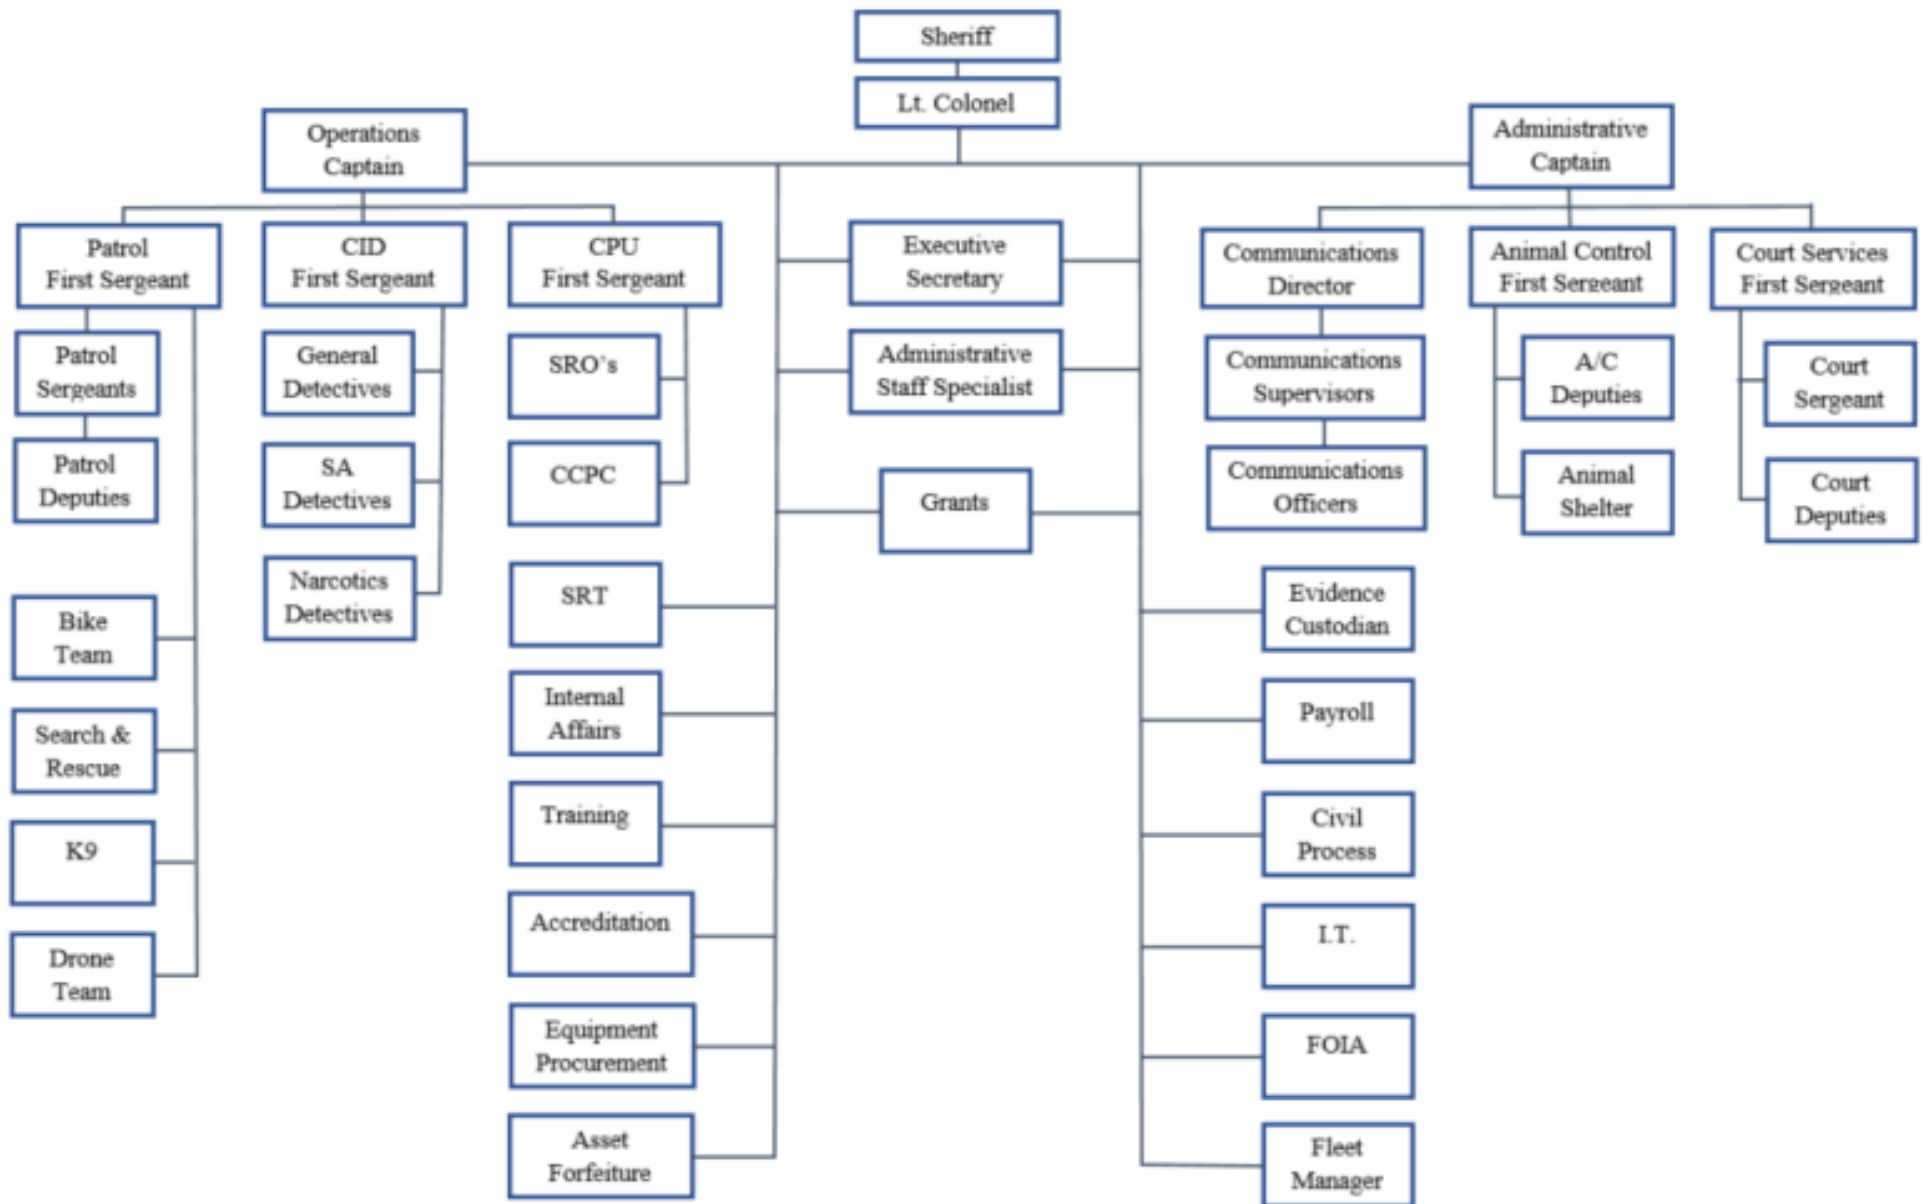 Sheriff
Lt. Colonel
Operations
Captain
Administrative
Captain
Patrol
First Sergeant
CID
First Sergeant
CPU
First Sergeant
Executive
Secretary
Communications
Director
Animal Control
First Sergeant
Court Services
First Sergeant
Patrol
Sergeants
General
Detectives
SRO’s
Administrative
Staff Specialist
Communications
Supervisors
A/C
Deputies
Court
Sergeant
Patrol
Deputies
SA
Detectives
CCPC
Grants
Communications
Officers
Animal
Shelter
Court
Deputies
Narcotics
Detectives
SRT
Evidence
Custodian
Bike
Team
Internal
Affairs
Payroll
Search &
Rescue
Training
Civil
Process
K9
Accreditation
I.T.
Drone
Team
Equipment
Procurement
FOIA
Asset
Forfeiture
Fleet
Manager